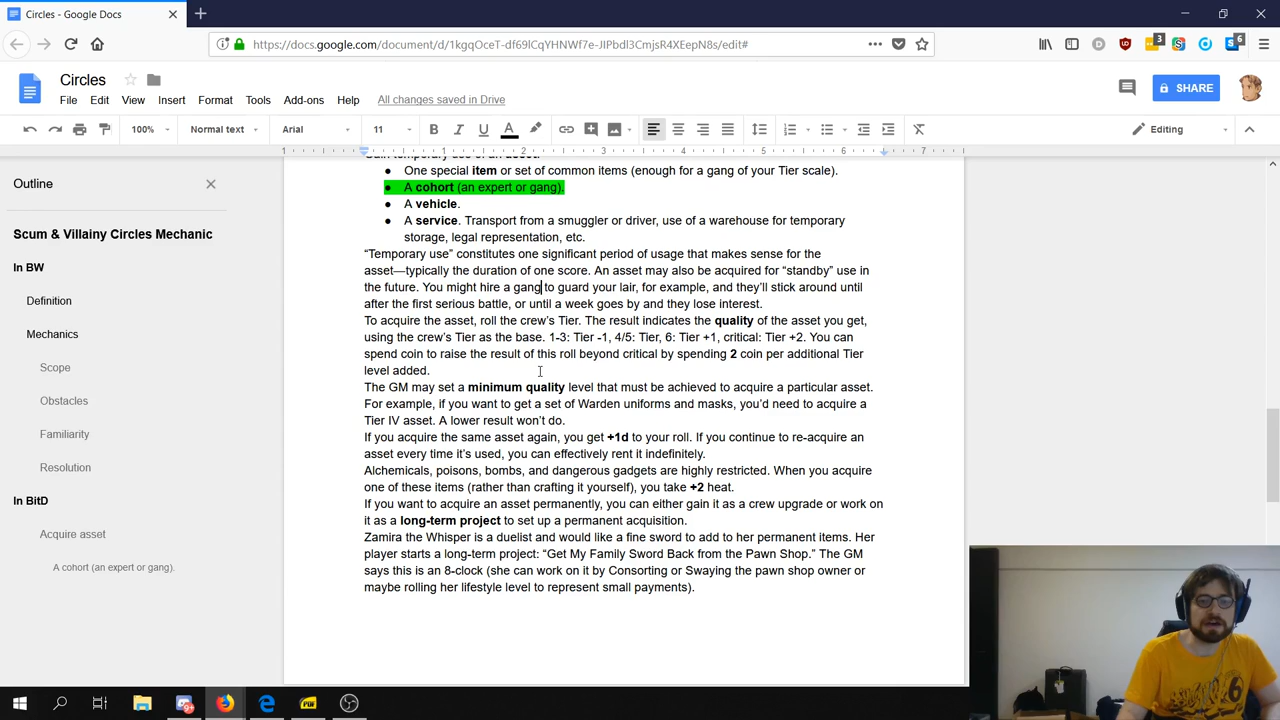 Circles - Google Docs
https://docs.google.com/document/d/1kgqOceT-df69lCqYHNWf7e-JIPbdl3CmjsR4XEepN8s/edit#
3
6
Circles
File Edit View Insert Format Tools Add-ons Help All changes saved in Drive
SHARE
100% Normal text Arial 11 B I U A Editing
1 1 2 3 4 5 6 7
Outline
Scum & Villainy Circles Mechanic
In BW
Definition
Mechanics
Scope
Obstacles
Familiarity
Resolution
In BitD
Acquire asset
A cohort (an expert or gang).
Gain temporary use of an asset:
● One special item or set of common items (enough for a gang of your Tier scale).
● A cohort (an expert or gang).
● A vehicle.
● A service. Transport from a smuggler or driver, use of a warehouse for temporary
storage, legal representation, etc.
“Temporary use” constitutes one significant period of usage that makes sense for the
asset—typically the duration of one score. An asset may also be acquired for “standby” use in
the future. You might hire a gang to guard your lair, for example, and they’ll stick around until
after the first serious battle, or until a week goes by and they lose interest.
To acquire the asset, roll the crew’s Tier. The result indicates the quality of the asset you get,
using the crew’s Tier as the base. 1-3: Tier -1, 4/5: Tier, 6: Tier +1, critical: Tier +2. You can
spend coin to raise the result of this roll beyond critical by spending 2 coin per additional Tier
level added.
The GM may set a minimum quality level that must be achieved to acquire a particular asset.
For example, if you want to get a set of Warden uniforms and masks, you’d need to acquire a
Tier IV asset. A lower result won’t do.
If you acquire the same asset again, you get +1d to your roll. If you continue to re-acquire an
asset every time it’s used, you can effectively rent it indefinitely.
Alchemicals, poisons, bombs, and dangerous gadgets are highly restricted. When you acquire
one of these items (rather than crafting it yourself), you take +2 heat.
If you want to acquire an asset permanently, you can either gain it as a crew upgrade or work on
it as a long-term project to set up a permanent acquisition.
Zamira the Whisper is a duelist and would like a fine sword to add to her permanent items. Her
player starts a long-term project: “Get My Family Sword Back from the Pawn Shop.” The GM
says this is an 8-clock (she can work on it by Consorting or Swaying the pawn shop owner or
maybe rolling her lifestyle level to represent small payments).